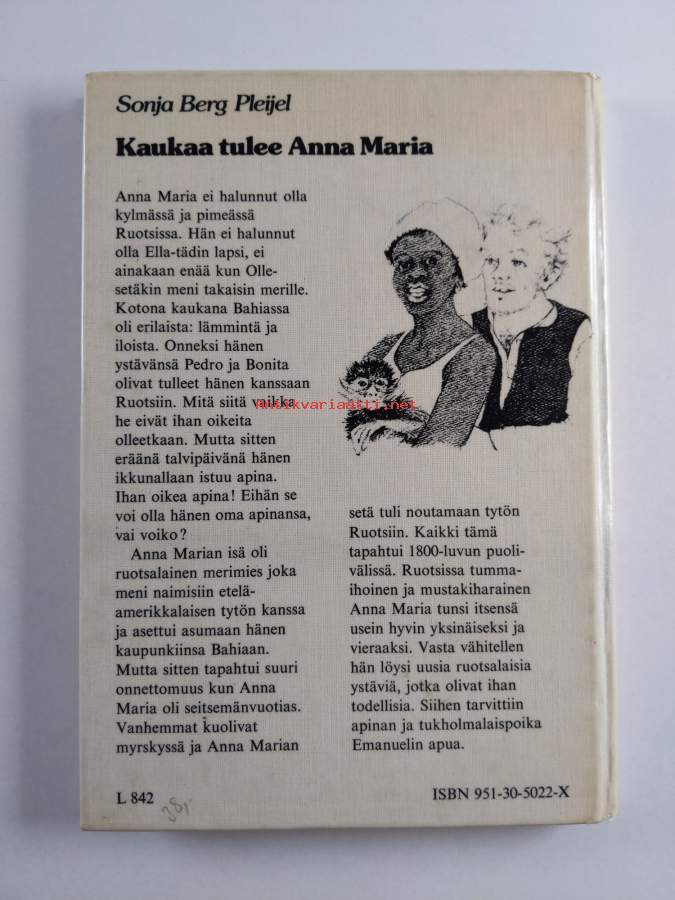 Sonja Berg Pleijel
Kaukaa tulee Anna Maria
Anna Maria ei halunnut olla
kylmässä ja pimeässä
Ruotsissa. Hän ei halunnut
olla Ella-tädin lapsi, ei
ainakaan enää kun Olle-
setäkin meni takaisin merille.
Kotona kaukana Bahiassa
oli erilaista: lämmintä ja
iloista. Onneksi hänen
ystävänsä Pedro ja Bonita
olivat tulleet hänen kanssaan
Ruotsiin. Mitä siitä vaikka
he eivät ihan oikeita
olleetkaan. Mutta sitten
eräänä talvipäivänä hänen
ikkunallaan istuu apina.
Ihan oikea apina! Eihän se
voi olla hänen oma apinansa,
vai voiko?
Anna Marian isä oli
ruotsalainen merimies joka
meni naimisiin etelä-
amerikkalaisen tytön kanssa
ja asettui asumaan hänen
kaupunkiinsa Bahiaan.
Mutta sitten tapahtui suuri
onnettomuus kun Anna
Maria oli seitsemänvuotias.
Vanhemmat kuolivat
myrskyssä ja Anna Marian
setä tuli noutamaan tytön
Ruotsiin. Kaikki tämä
tapahtui 1800-luvun puoli-
välissä. Ruotsissa tumma-
ihoinen ja mustakiharainen
Anna Maria tunsi itsensä
usein hyvin yksinäiseksi ja
vieraaksi. Vasta vähitellen
hän löysi uusia ruotsalaisia
ystäviä, jotka olivat ihan
todellisia. Siihen tarvittiin
apinan ja tukholmalaispoika
Emanuelin apua.
L 842
38,-
ISBN 951-30-5022-X
Antikvariaatti.net